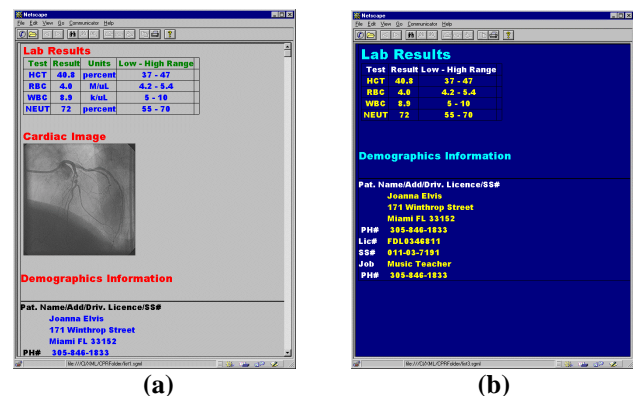 Netscape
File Edit View Go Communicator Help
Lab Results
Test Result Units Low - High Range
HCT 40.8 percent 37 - 47
RBC 4.0 M/uL 4.2 - 5.4
WBC 8.9 k/uL 5 - 10
NEUT 72 percent 55 - 70
Cardiac Image
Demographics Information
Pat. Name/Add/Driv. Licence/SS#
Joanna Elvis
171 Winthrop Street
Miami FL 33152
PH# 305-846-1833
file:///C|/XML/CPRFolder/list1.xgml
(a)
Netscape
File Edit View Go Communicator Help
Lab Results
Test Result Low - High Range
HCT 40.8 37 - 47
RBC 4.0 4.2 - 5.4
WBC 8.9 5 - 10
NEUT 72 55 - 70
Demographics Information
Pat. Name/Add/Driv. Licence/SS#
Joanna Elvis
171 Winthrop Street
Miami FL 33152
PH# 305-846-1833
Lic# FDL0346811
SS# 011-03-7191
Job Music Teacher
PH# 305-846-1833
(b)